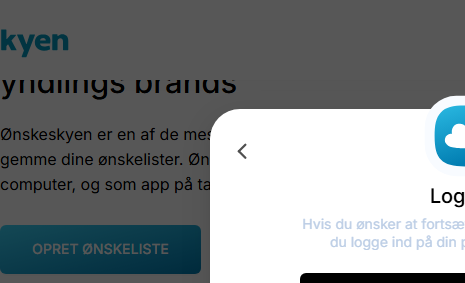 kyen
yndlings brands
Ønskeskyen er en af de mes
gemme dine ønskelister. Øn
computer, og som app på ta
OPRET ØNSKELISTE
Log
Hvis du ønsker at fortsæ
du logge ind på din p